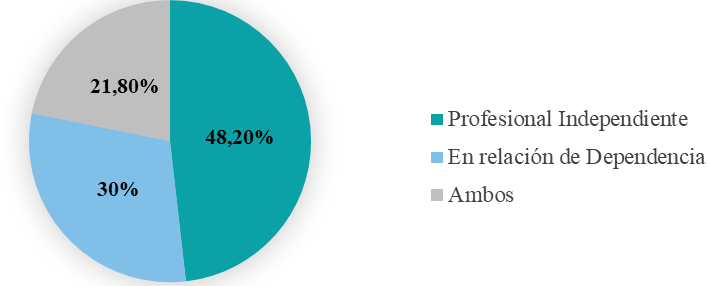 21,80%
48,20%
30%
Profesional Independiente
En relación de Dependencia
Ambos